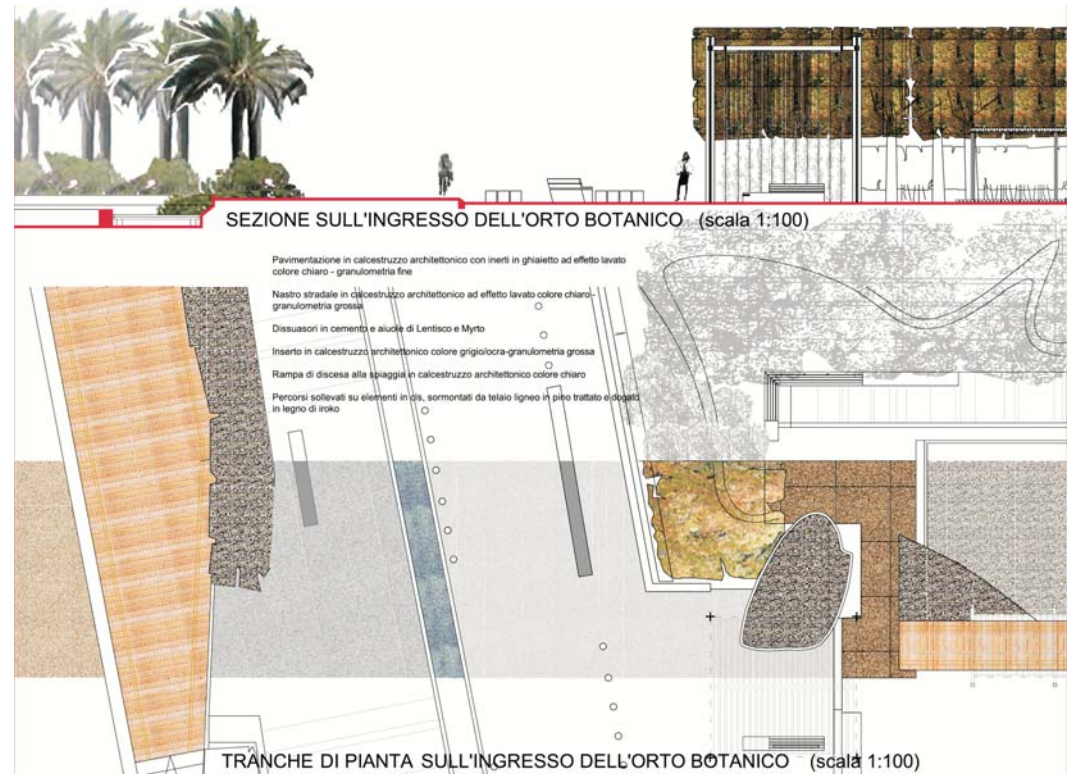 SEZIONE SULL'INGRESSO DELL'ORTO BOTANICO (scala 1:100)
Pavimentazione in calcestruzzo architettonico con inerti in ghiaietto ad effetto lavato
colore chiaro - granulometria fine
Nastro stradale in calcestruzzo architettonico ad effetto lavato colore chiaro -
granulometria grossa
Dissuasori in cemento e aiuole di Lentisco e Myrto
Inserto in calcestruzzo architettonico colore grigio/ocra-granulometria grossa
Rampa di discesa alla spiaggia in calcestruzzo architettonico colore chiaro
Percorsi sollevati su elementi in cls, sormontati da telaio ligneo in pino trattato e dogato
in legno di iroko
TRANCHE DI PIANTA SULL'INGRESSO DELL'ORTO BOTANICO (scala 1:100)